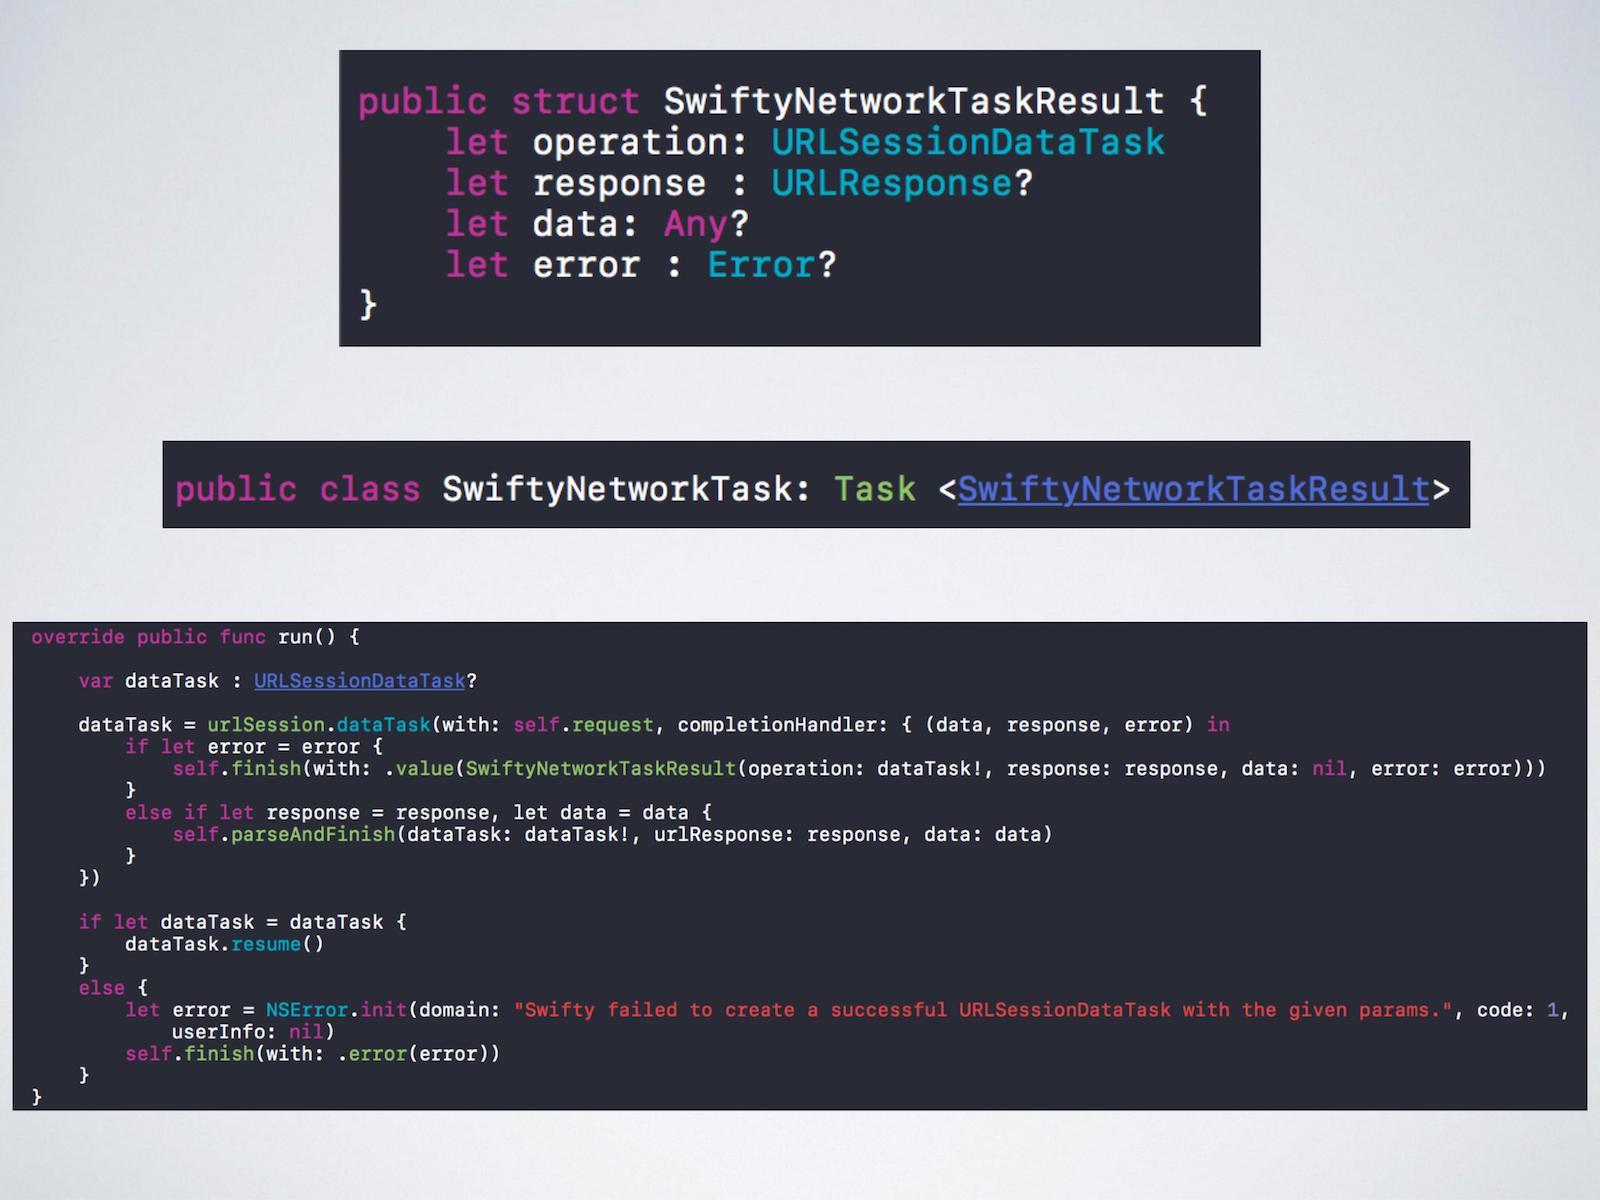 public struct SwiftyNetworkTaskResult {
    let operation: URLSessionDataTask
    let response : URLResponse?
    let data: Any?
    let error : Error?
}
public class SwiftyNetworkTask: Task <SwiftyNetworkTaskResult>
override public func run() {
    var dataTask : URLSessionDataTask?
    dataTask = urlSession.dataTask(with: self.request, completionHandler: { (data, response, error) in
        if let error = error {
            self.finish(with: .value(SwiftyNetworkTaskResult(operation: dataTask!, response: response, data: nil, error: error)))
        }
        else if let response = response, let data = data {
            self.parseAndFinish(dataTask: dataTask!, urlResponse: response, data: data)
        }
    })
    if let dataTask = dataTask {
        dataTask.resume()
    }
    else {
        let error = NSError.init(domain: "Swifty failed to create a successful URLSessionDataTask with the given params.", code: 1,
            userInfo: nil)
        self.finish(with: .error(error))
    }
}